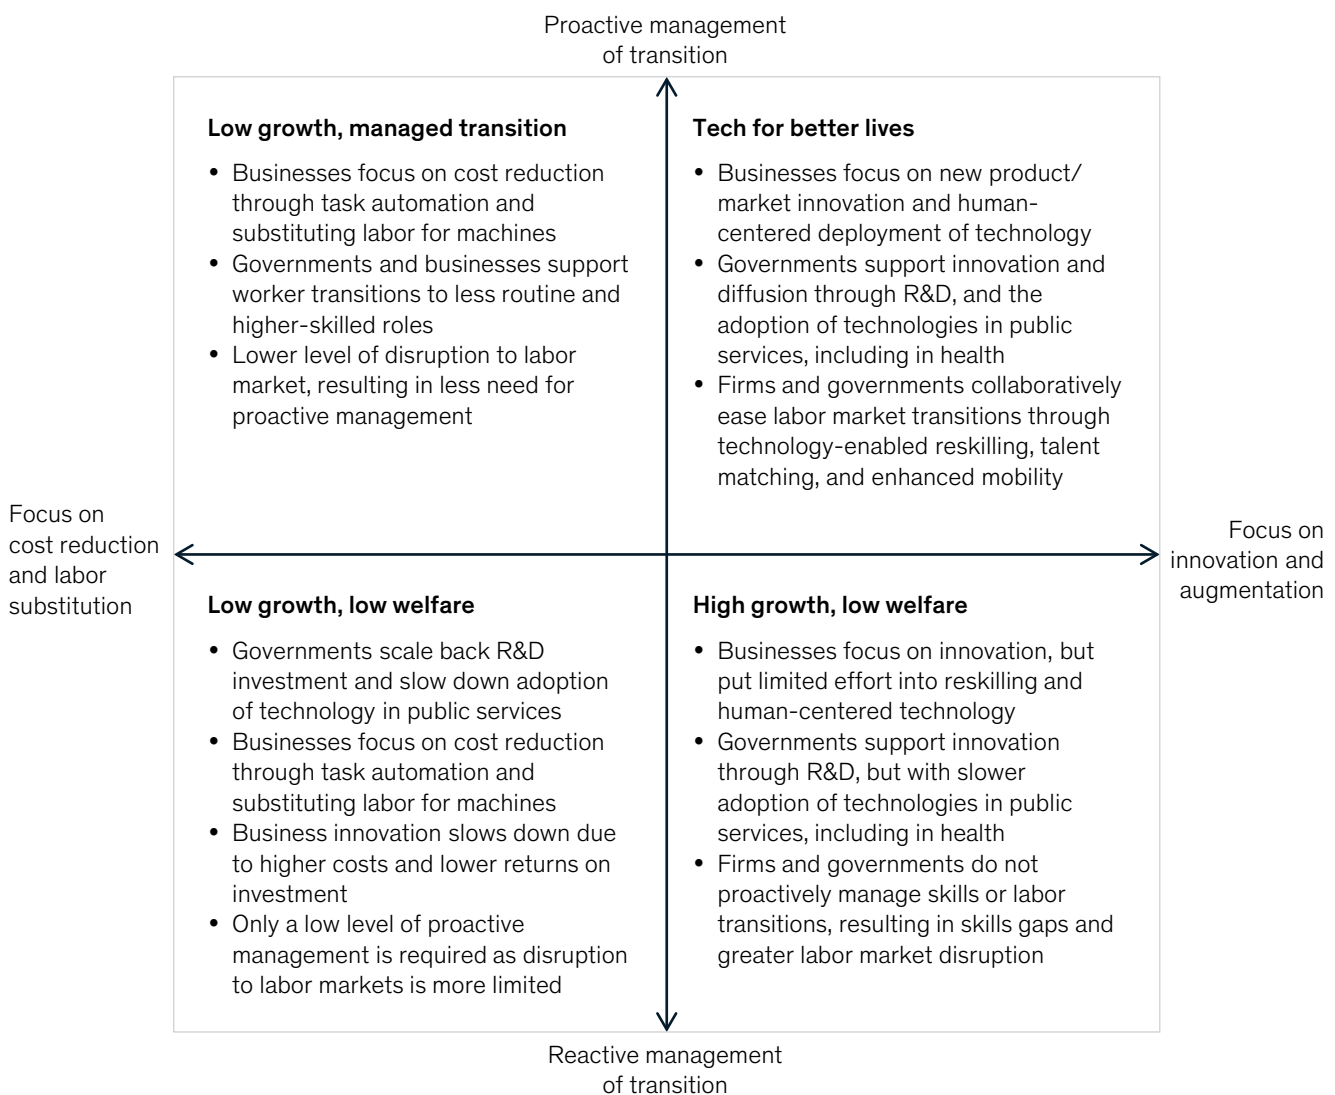 Proactive management
of transition
Low growth, managed transition
• Businesses focus on cost reduction
through task automation and
substituting labor for machines
• Governments and businesses support
worker transitions to less routine and
higher-skilled roles
• Lower level of disruption to labor
market, resulting in less need for
proactive management
Tech for better lives
• Businesses focus on new product/
market innovation and human-
centered deployment of technology
• Governments support innovation and
diffusion through R&D, and the
adoption of technologies in public
services, including in health
• Firms and governments collaboratively
ease labor market transitions through
technology-enabled reskilling, talent
matching, and enhanced mobility
Focus on
cost reduction
and labor
substitution
Focus on
innovation and
augmentation
Low growth, low welfare
• Governments scale back R&D
investment and slow down adoption
of technology in public services
• Businesses focus on cost reduction
through task automation and
substituting labor for machines
• Business innovation slows down due
to higher costs and lower returns on
investment
• Only a low level of proactive
management is required as disruption
to labor markets is more limited
High growth, low welfare
• Businesses focus on innovation, but
put limited effort into reskilling and
human-centered technology
• Governments support innovation
through R&D, but with slower
adoption of technologies in public
services, including in health
• Firms and governments do not
proactively manage skills or labor
transitions, resulting in skills gaps and
greater labor market disruption
Reactive management
of transition